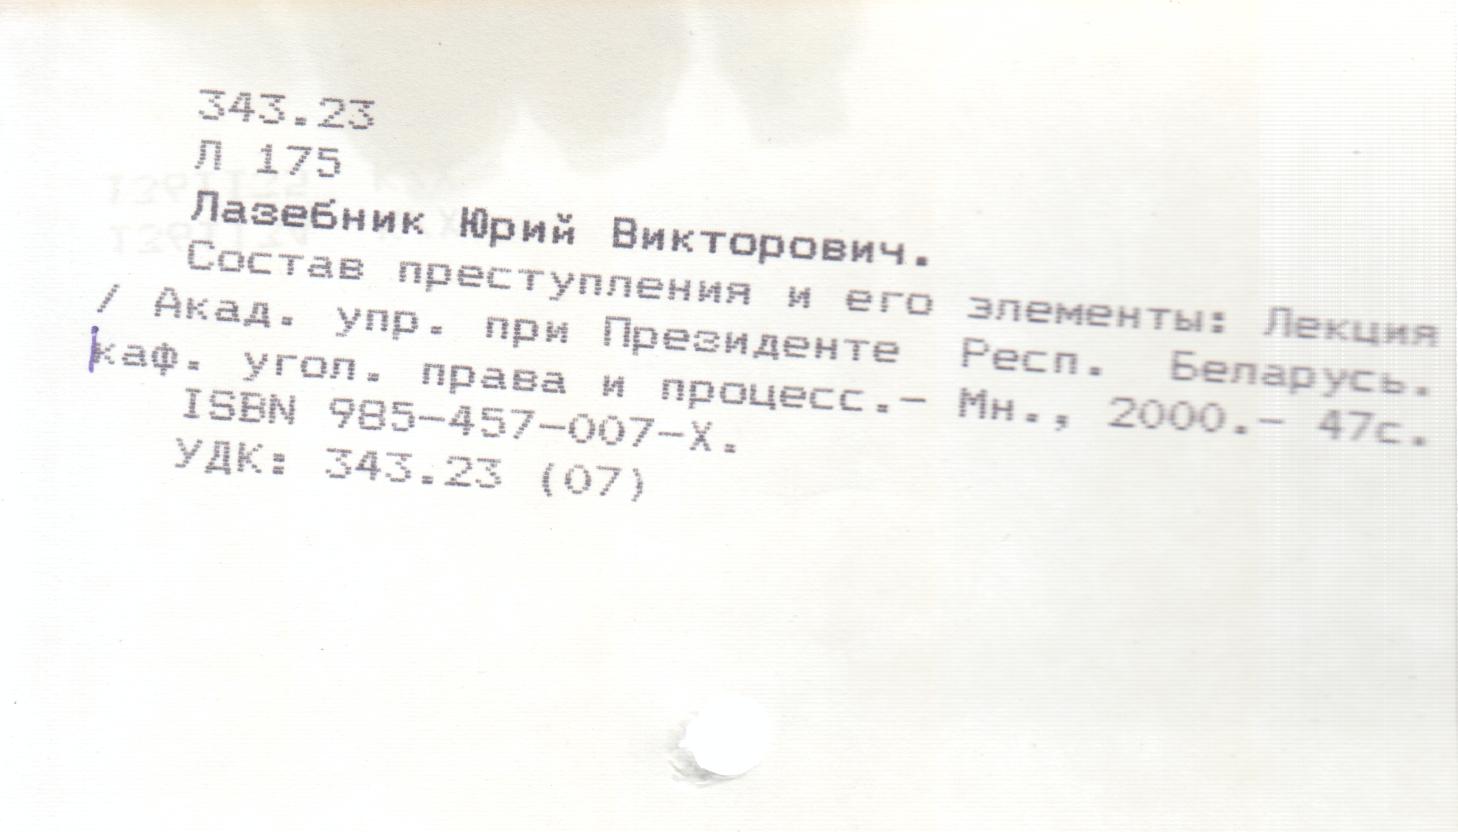 343.23
Л 175
Лазебник Юрий Викторович.
Состав преступления и его элементы: Лекция
/ Акад. упр. при Президенте Респ. Беларусь.
каф. угол. права и процесс.- Мн., 2000.- 47с.
ISBN 985-457-007-X.
УДК: 343.23 (07)